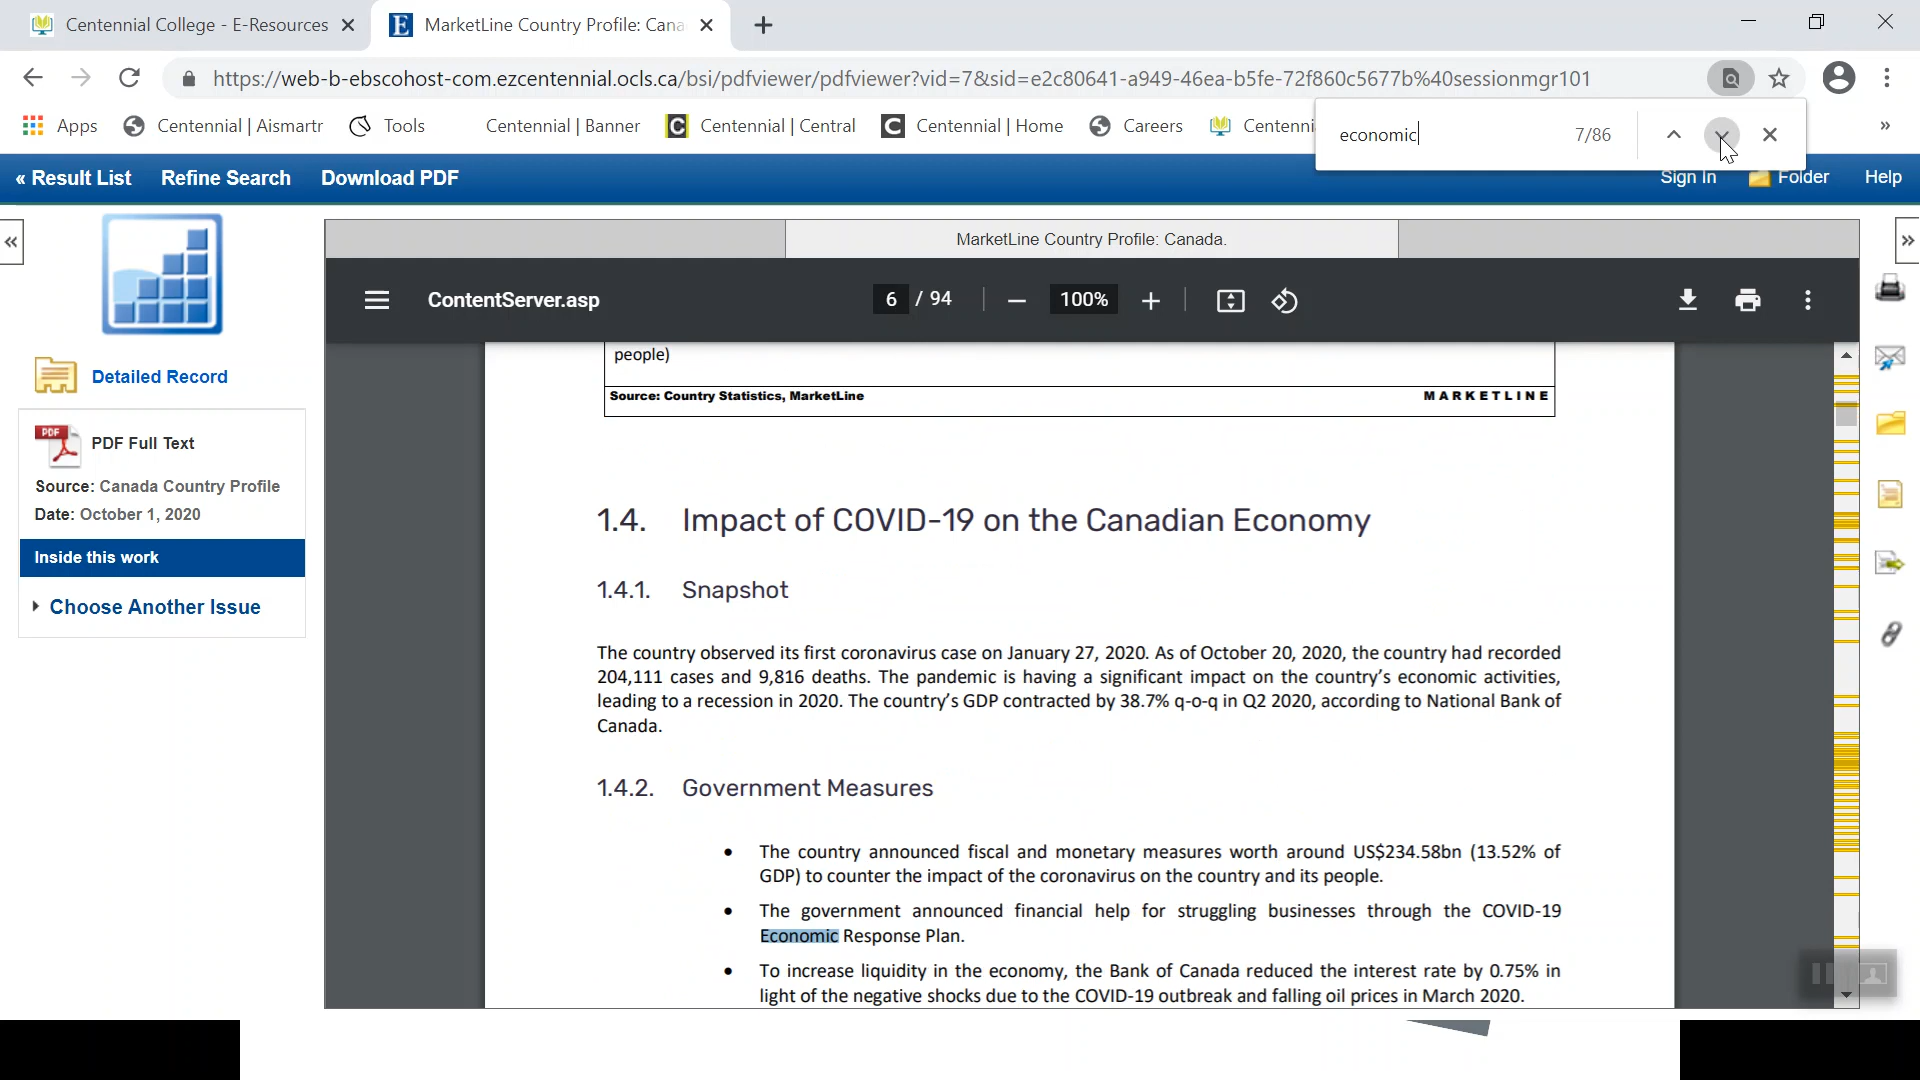 Centennial College - E-Resources
MarketLine Country Profile: Cana
https://web-b-ebscohost-com.ezcentennial.ocls.ca/bsi/pdfviewer/pdfviewer?vid=7&sid=e2c80641-a949-46ea-b5fe-72f860c5677b%40sessionmgr101
Apps Centennial | Aismartr Tools Centennial | Banner Centennial | Central Centennial | Home Careers Centenni »
economic 7/86
« Result List Refine Search Download PDF Sign In Folder Help
MarketLine Country Profile: Canada.
ContentServer.asp 6 / 94 100%
Detailed Record
PDF PDF Full Text
Source: Canada Country Profile
Date: October 1, 2020
Inside this work
Choose Another Issue
people)
Source: Country Statistics, MarketLine MARKETLINE
1.4. Impact of COVID-19 on the Canadian Economy
1.4.1. Snapshot
The country observed its first coronavirus case on January 27, 2020. As of October 20, 2020, the country had recorded
204,111 cases and 9,816 deaths. The pandemic is having a significant impact on the country's economic activities,
leading to a recession in 2020. The country's GDP contracted by 38.7% q-o-q in Q2 2020, according to National Bank of
Canada.
1.4.2. Government Measures
• The country announced fiscal and monetary measures worth around US$234.58bn (13.52% of
GDP) to counter the impact of the coronavirus on the country and its people.
• The government announced financial help for struggling businesses through the COVID-19
Economic Response Plan.
• To increase liquidity in the economy, the Bank of Canada reduced the interest rate by 0.75% in
light of the negative shocks due to the COVID-19 outbreak and falling oil prices in March 2020.